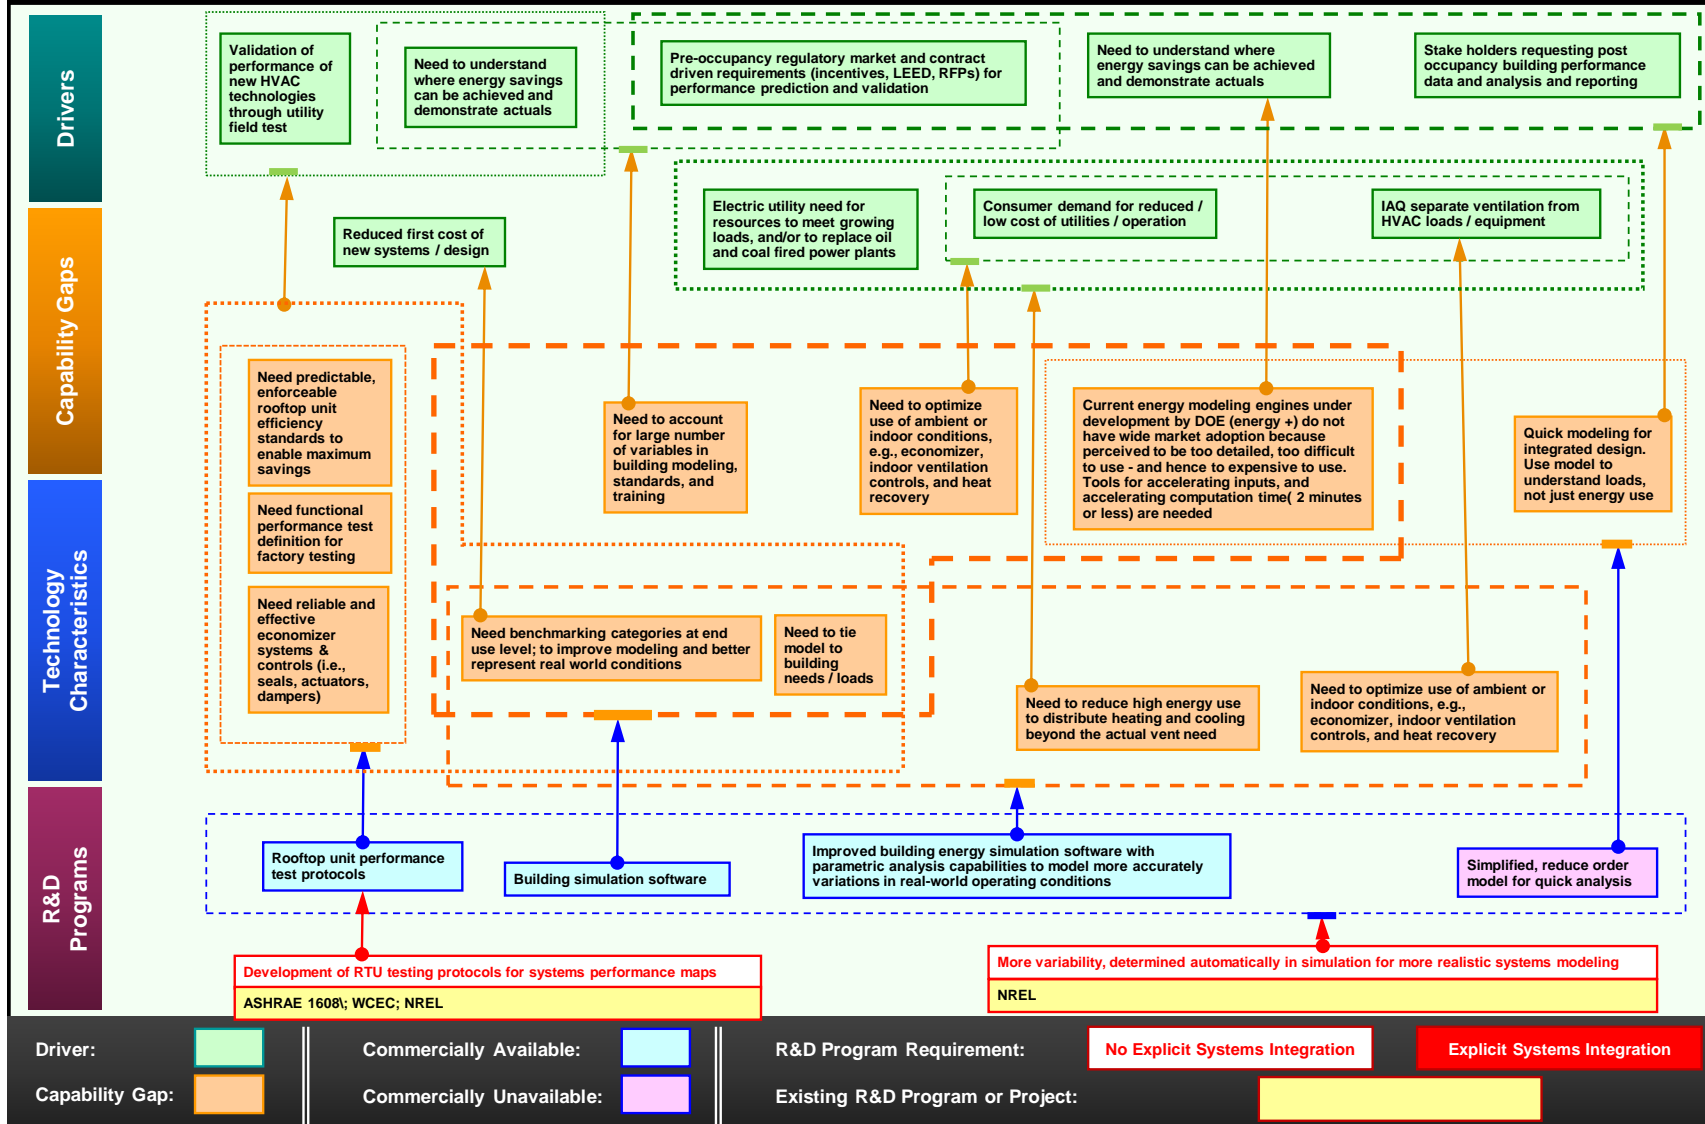 Drivers
Validation of
performance of
new HVAC
technologies
through utility
field test
Need to understand
where energy savings
can be achieved and
demonstrate actuals
Pre-occupancy regulatory market and contract
driven requirements (incentives, LEED, RFPs) for
performance prediction and validation
Need to understand where
energy savings can be achieved
and demonstrate actuals
Stake holders requesting post
occupancy building performance
data and analysis and reporting
Electric utility need for
resources to meet growing
loads, and/or to replace oil
and coal fired power plants
Consumer demand for reduced /
low cost of utilities / operation
IAQ separate ventilation from
HVAC loads / equipment
Reduced first cost of
new systems / design
Capability Gaps
Need predictable,
enforceable
rooftop unit
efficiency
standards to
enable maximum
savings
Need to account
for large number
of variables in
building modeling,
standards, and
training
Need to optimize
use of ambient or
indoor conditions,
e.g., economizer,
indoor ventilation
controls, and heat
recovery
Current energy modeling engines under
development by DOE (energy +) do not
have wide market adoption because
perceived to be too detailed, too difficult
to use - and hence to expensive to use.
Tools for accelerating inputs, and
accelerating computation time( 2 minutes
or less) are needed
Quick modeling for
integrated design.
Use model to
understand loads,
not just energy use
Need functional
performance test
definition for
factory testing
Technology
Characteristics
Need reliable and
effective
economizer
systems &
controls (i.e.,
seals, actuators,
dampers)
Need benchmarking categories at end
use level; to improve modeling and better
represent real world conditions
Need to tie
model to
building
needs / loads
Need to reduce high energy use
to distribute heating and cooling
beyond the actual vent need
Need to optimize use of ambient or
indoor conditions, e.g.,
economizer, indoor ventilation
controls, and heat recovery
R&D
Programs
Rooftop unit performance
test protocols
Building simulation software
Improved building energy simulation software with
parametric analysis capabilities to model more accurately
variations in real-world operating conditions
Simplified, reduce order
model for quick analysis
Development of RTU testing protocols for systems performance maps
ASHRAE 1608\; WCEC; NREL
More variability, determined automatically in simulation for more realistic systems modeling
NREL
Driver:
Capability Gap:
Commercially Available:
Commercially Unavailable:
R&D Program Requirement:
No Explicit Systems Integration
Explicit Systems Integration
Existing R&D Program or Project: